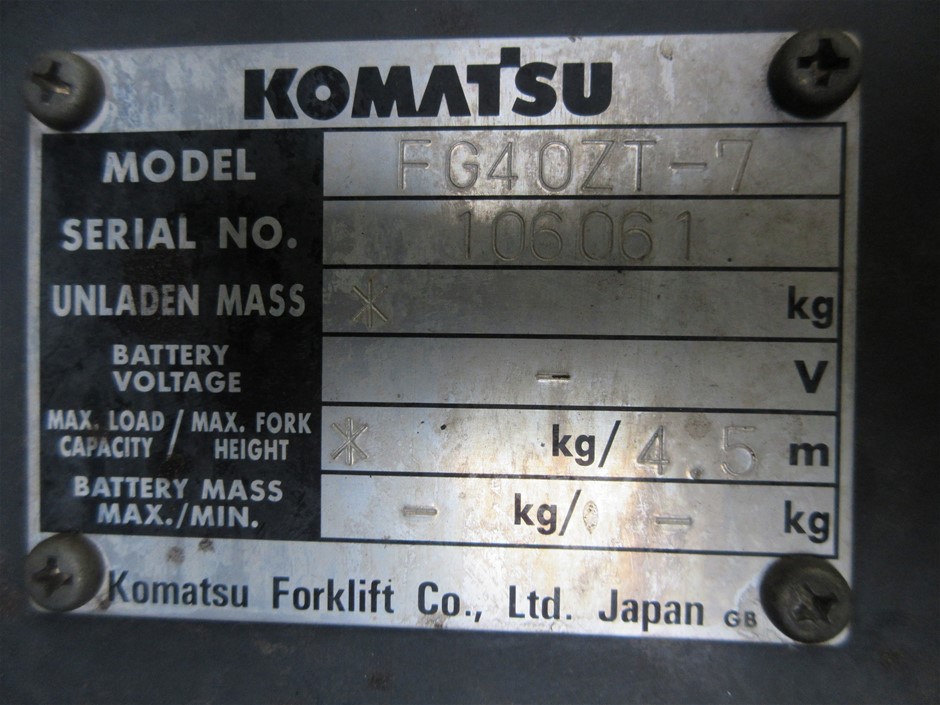 KOMATSU
MODEL FG40ZT-7
SERIAL NO. 106061
UNLADEN MASS * kg
BATTERY VOLTAGE - V
MAX. LOAD CAPACITY / MAX. FORK HEIGHT * kg/ 4.5 m
BATTERY MASS MAX./MIN. - kg/ - kg
Komatsu Forklift Co., Ltd. Japan GB